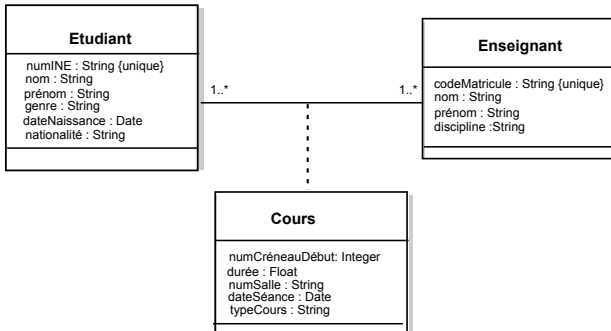 Etudiant
numINE : String {unique}
nom : String
prénom : String
genre : String
dateNaissance : Date
nationalité : String
1..*
1..*
Enseignant
codeMatricule : String {unique}
nom : String
prénom : String
discipline :String
Cours
numCréneauDébut: Integer
durée : Float
numSalle : String
dateSéance : Date
typeCours : String